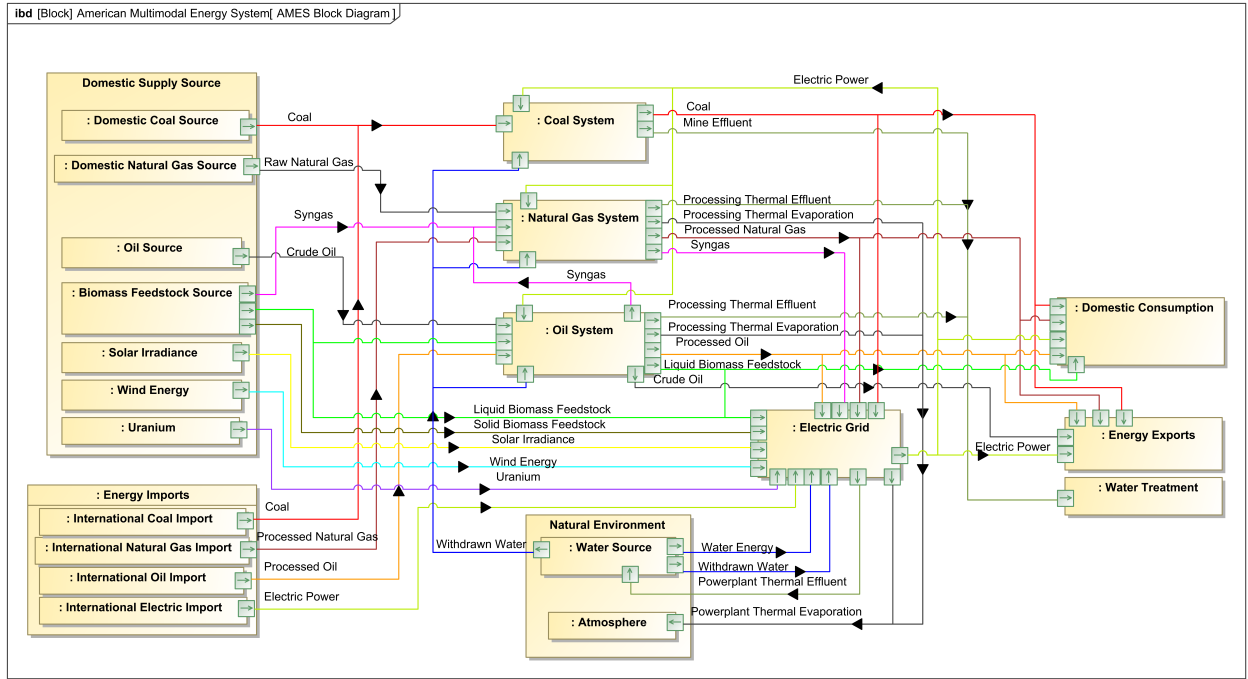 ibd [Block] American Multimodal Energy System[ AMES Block Diagram ]
Domestic Supply Source
: Domestic Coal Source
: Domestic Natural Gas Source
: Oil Source
: Biomass Feedstock Source
: Solar Irradiance
: Wind Energy
: Uranium
: Energy Imports
: International Coal Import
: International Natural Gas Import
: International Oil Import
: International Electric Import
Coal
Raw Natural Gas
Syngas
Crude Oil
Coal
Processed Natural Gas
Processed Oil
Electric Power
: Coal System
: Natural Gas System
Syngas
: Oil System
Liquid Biomass Feedstock
Solid Biomass Feedstock
Solar Irradiance
Wind Energy
Uranium
Withdrawn Water
Natural Environment
: Water Source
: Atmosphere
Electric Power
Coal
Mine Effluent
Processing Thermal Effluent
Processing Thermal Evaporation
Processed Natural Gas
Syngas
Processing Thermal Effluent
Processing Thermal Evaporation
Processed Oil
Liquid Biomass Feedstock
Crude Oil
: Electric Grid
Water Energy
Withdrawn Water
Powerplant Thermal Effluent
Powerplant Thermal Evaporation
Electric Power
: Domestic Consumption
: Energy Exports
: Water Treatment